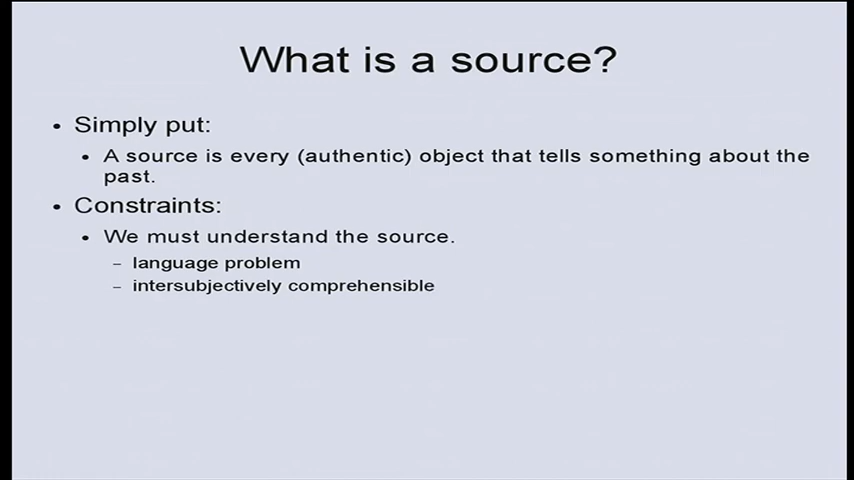 What is a source?
• Simply put:
• A source is every (authentic) object that tells something about the
past.
• Constraints:
• We must understand the source.
– language problem
– intersubjectively comprehensible